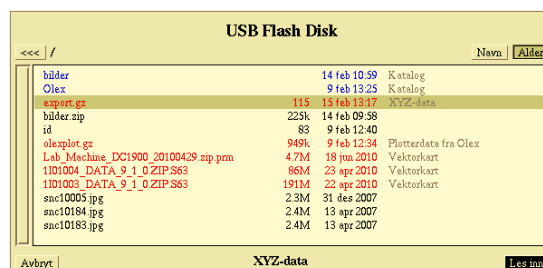 USB Flash Disk
<<< / Navn Alder
bilder 14 feb 10:59 Katalog
Olex 9 feb 13:25 Katalog
export.gz 115 15 feb 13:17 XYZ-data
bilder.zip 225k 14 feb 09:58
id 83 9 feb 12:40
olexplot.gz 949k 9 feb 12:34 Plotterdata fra Olex
Lab_Machine_DC1900_20100429.zip.prm 4.7M 18 jun 2010 Vektorkart
1101004_DATA_9_1_0.ZIP.S63 86M 23 apr 2010 Vektorkart
1101003_DATA_9_1_0.ZIP.S63 191M 22 apr 2010 Vektorkart
snc10005.jpg 2.3M 31 des 2007
snc10184.jpg 2.4M 13 apr 2007
snc10183.jpg 2.4M 13 apr 2007
Avbryt XYZ-data Les inn